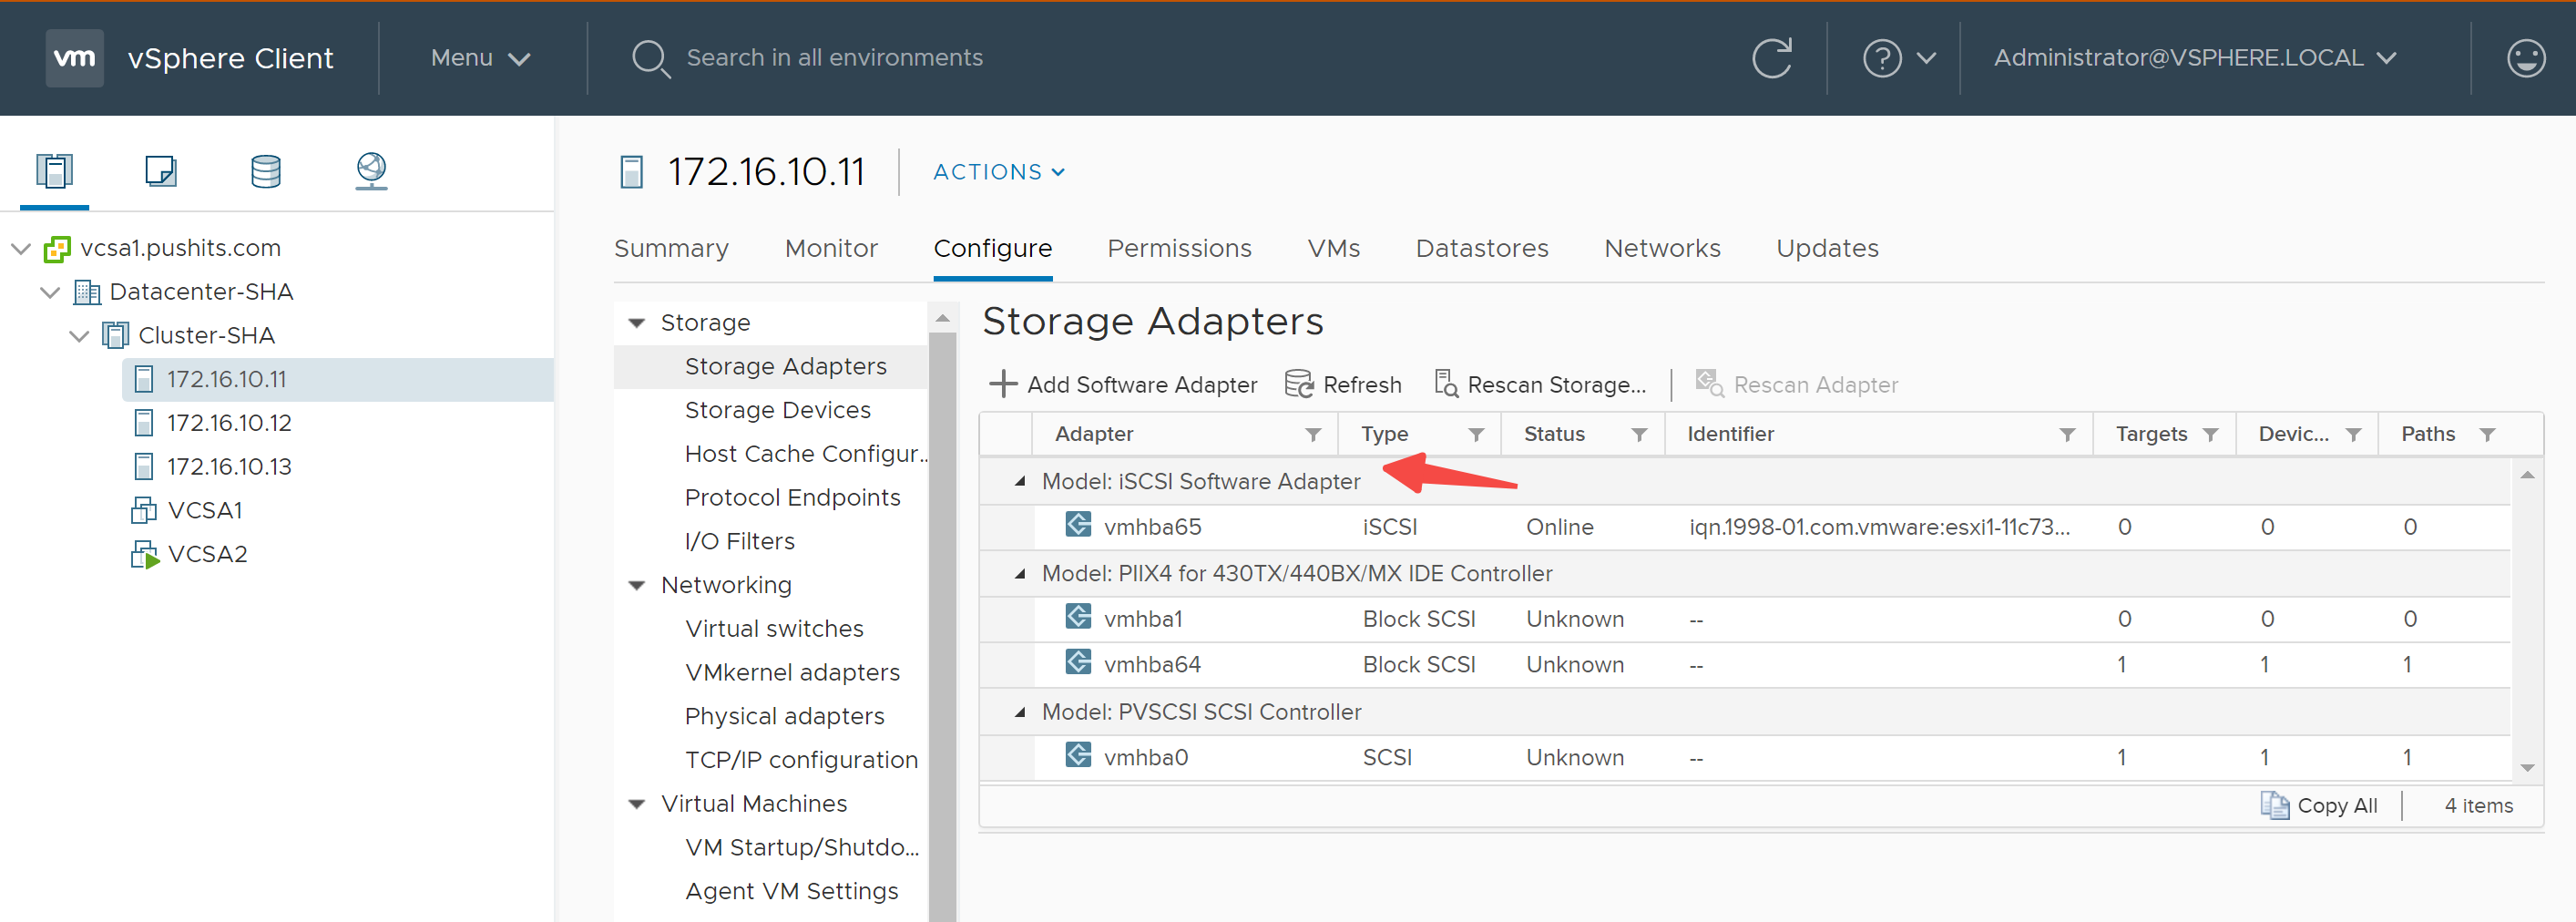 vm vSphere Client Menu Search in all environments Administrator@VSPHERE.LOCAL
172.16.10.11 ACTIONS
Summary Monitor Configure Permissions VMs Datastores Networks Updates
vcsa1.pushits.com
Datacenter-SHA
Cluster-SHA
172.16.10.11
172.16.10.12
172.16.10.13
VCSA1
VCSA2
Storage
Storage Adapters
Storage Devices
Host Cache Configur..
Protocol Endpoints
I/O Filters
Networking
Virtual switches
VMkernel adapters
Physical adapters
TCP/IP configuration
Virtual Machines
VM Startup/Shutdo...
Agent VM Settings
Storage Adapters
Add Software Adapter Refresh Rescan Storage... Rescan Adapter
Adapter Type Status Identifier Targets Devic... Paths
Model: iSCSI Software Adapter
vmhba65 iSCSI Online iqn.1998-01.com.vmware:esxi1-11c73... 0 0 0
Model: PIIX4 for 430TX/440BX/MX IDE Controller
vmhba1 Block SCSI Unknown -- 0 0 0
vmhba64 Block SCSI Unknown -- 1 1 1
Model: PVSCSI SCSI Controller
vmhba0 SCSI Unknown -- 1 1 1
Copy All 4 items